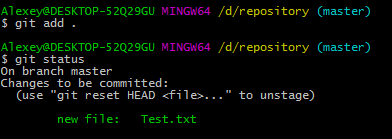 Alexey@DESKTOP-52Q29GU MINGW64 /d/repository (master)
$ git add .
Alexey@DESKTOP-52Q29GU MINGW64 /d/repository (master)
$ git status
On branch master
Changes to be committed:
  (use "git reset HEAD <file>..." to unstage)
        new file:   Test.txt